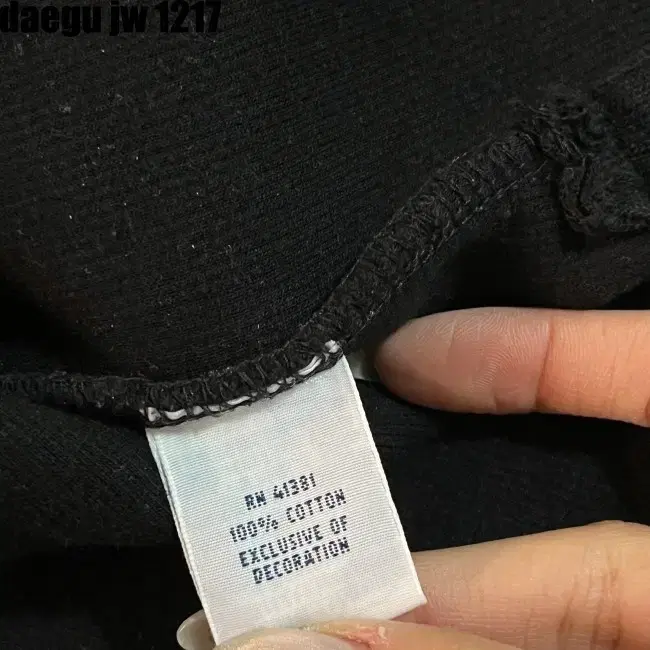 daegu jw 1217
RN 41381
100% COTTON
EXCLUSIVE OF
DECORATION